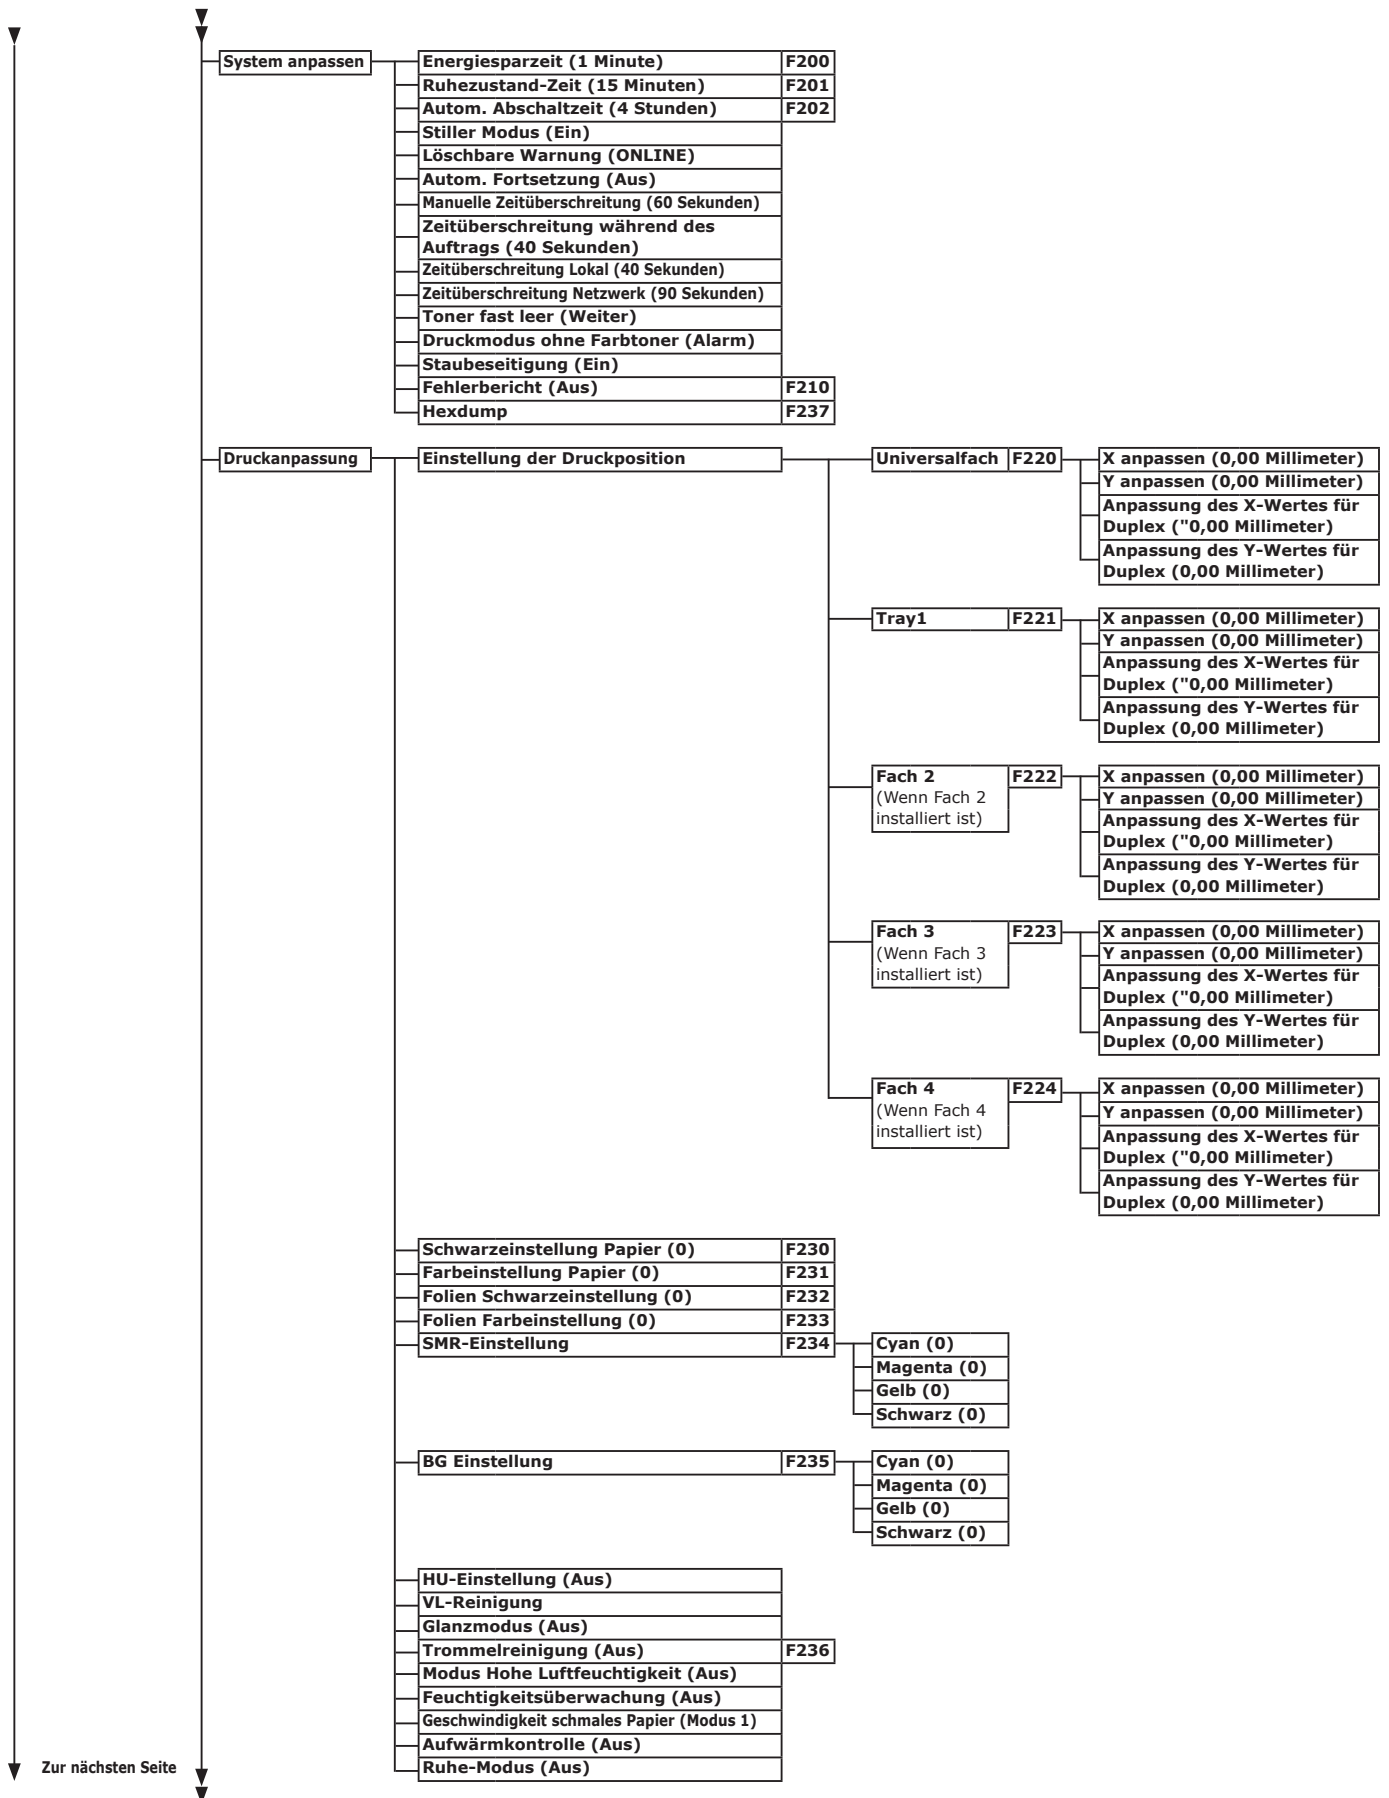 System anpassen
Energiesparzeit (1 Minute) F200
Ruhezustand-Zeit (15 Minuten) F201
Autom. Abschaltzeit (4 Stunden) F202
Stiller Modus (Ein)
Löschbare Warnung (ONLINE)
Autom. Fortsetzung (Aus)
Manuelle Zeitüberschreitung (60 Sekunden)
Zeitüberschreitung während des
Auftrags (40 Sekunden)
Zeitüberschreitung Lokal (40 Sekunden)
Zeitüberschreitung Netzwerk (90 Sekunden)
Toner fast leer (Weiter)
Druckmodus ohne Farbtoner (Alarm)
Staubeseitigung (Ein)
Fehlerbericht (Aus) F210
Hexdump F237
Druckanpassung
Einstellung der Druckposition
Universalfach F220
X anpassen (0,00 Millimeter)
Y anpassen (0,00 Millimeter)
Anpassung des X-Wertes für
Duplex ("0,00 Millimeter)
Anpassung des Y-Wertes für
Duplex (0,00 Millimeter)
Tray1 F221
X anpassen (0,00 Millimeter)
Y anpassen (0,00 Millimeter)
Anpassung des X-Wertes für
Duplex ("0,00 Millimeter)
Anpassung des Y-Wertes für
Duplex (0,00 Millimeter)
Fach 2 F222
(Wenn Fach 2
installiert ist)
X anpassen (0,00 Millimeter)
Y anpassen (0,00 Millimeter)
Anpassung des X-Wertes für
Duplex ("0,00 Millimeter)
Anpassung des Y-Wertes für
Duplex (0,00 Millimeter)
Fach 3 F223
(Wenn Fach 3
installiert ist)
X anpassen (0,00 Millimeter)
Y anpassen (0,00 Millimeter)
Anpassung des X-Wertes für
Duplex ("0,00 Millimeter)
Anpassung des Y-Wertes für
Duplex (0,00 Millimeter)
Fach 4 F224
(Wenn Fach 4
installiert ist)
X anpassen (0,00 Millimeter)
Y anpassen (0,00 Millimeter)
Anpassung des X-Wertes für
Duplex ("0,00 Millimeter)
Anpassung des Y-Wertes für
Duplex (0,00 Millimeter)
Schwarzeinstellung Papier (0) F230
Farbeinstellung Papier (0) F231
Folien Schwarzeinstellung (0) F232
Folien Farbeinstellung (0) F233
SMR-Einstellung F234
Cyan (0)
Magenta (0)
Gelb (0)
Schwarz (0)
BG Einstellung F235
Cyan (0)
Magenta (0)
Gelb (0)
Schwarz (0)
HU-Einstellung (Aus)
VL-Reinigung
Glanzmodus (Aus)
Trommelreinigung (Aus) F236
Modus Hohe Luftfeuchtigkeit (Aus)
Feuchtigkeitsüberwachung (Aus)
Geschwindigkeit schmales Papier (Modus 1)
Aufwärmkontrolle (Aus)
Ruhe-Modus (Aus)
Zur nächsten Seite